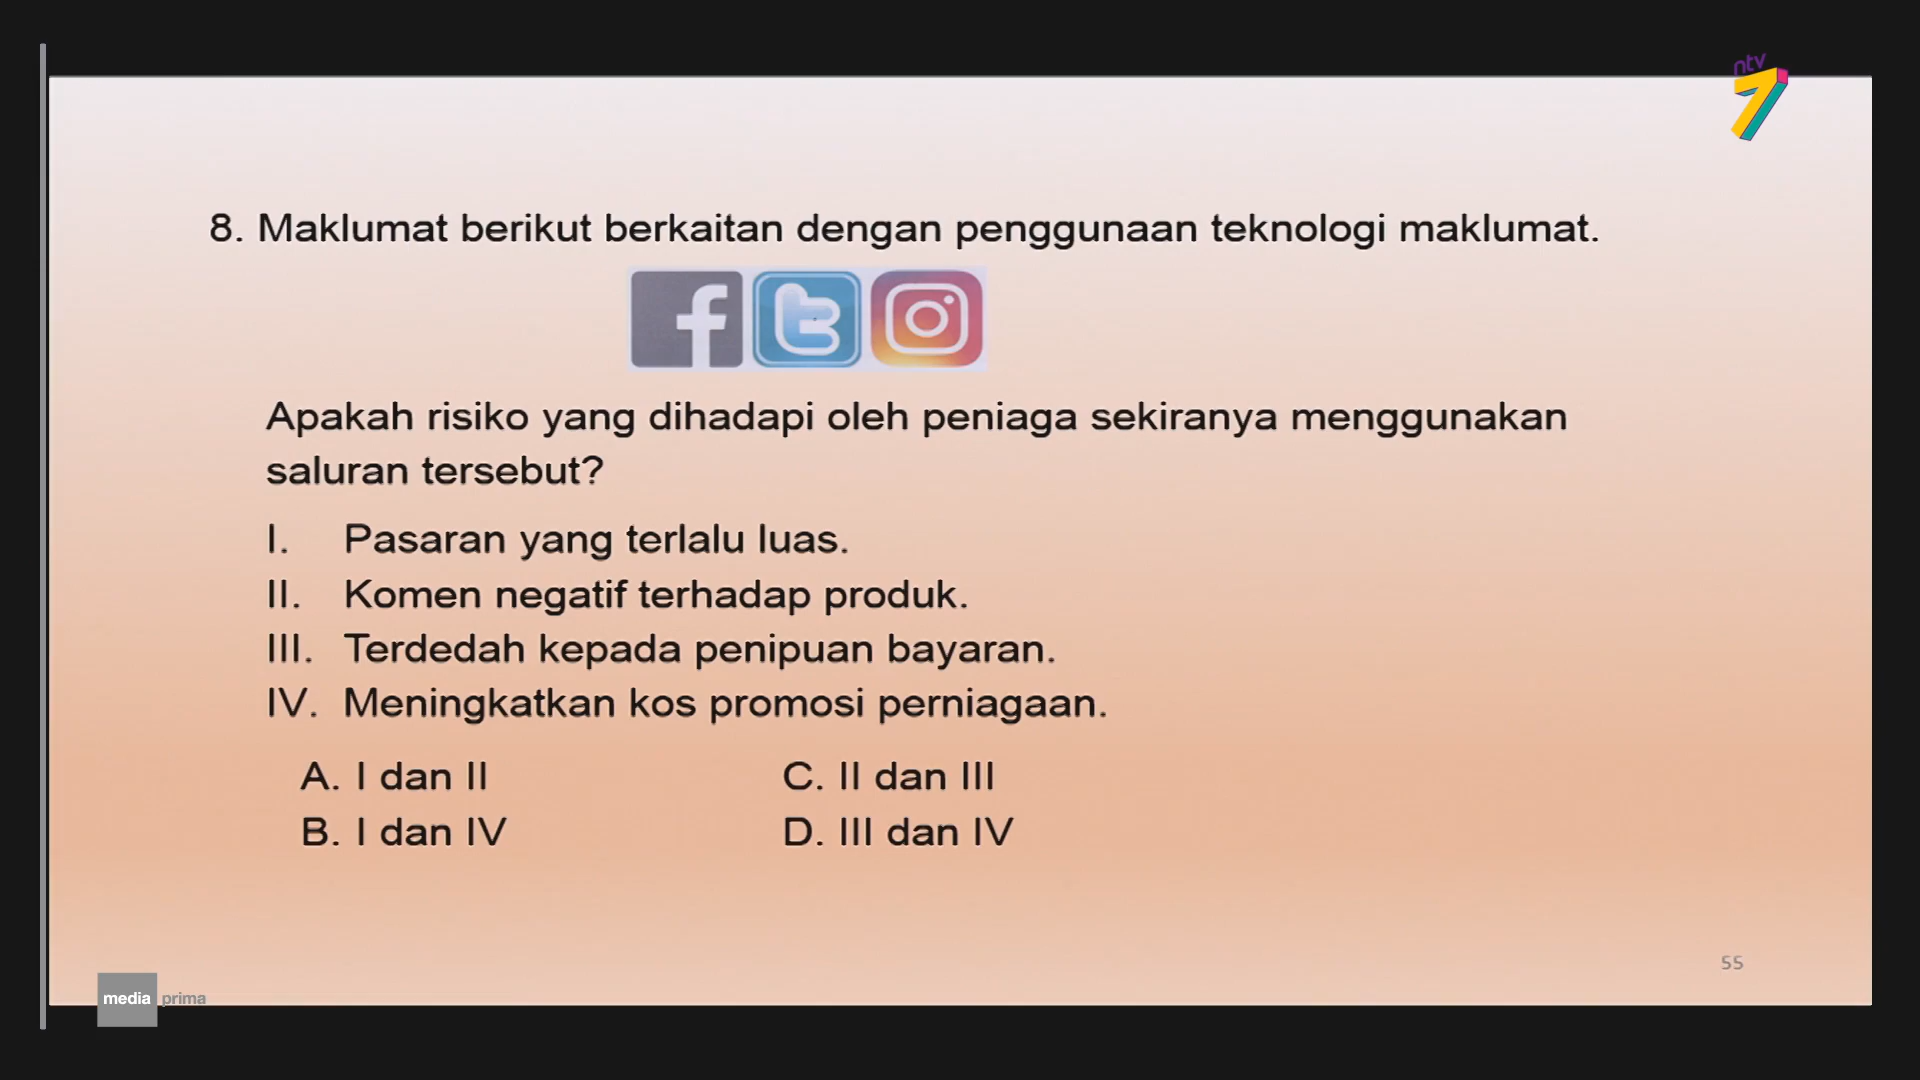 ntv
7
8. Maklumat berikut berkaitan dengan penggunaan teknologi maklumat.
Apakah risiko yang dihadapi oleh peniaga sekiranya menggunakan
saluran tersebut?
I. Pasaran yang terlalu luas.
II. Komen negatif terhadap produk.
III. Terdedah kepada penipuan bayaran.
IV. Meningkatkan kos promosi perniagaan.
A. I dan II
C. II dan III
B. I dan IV
D. III dan IV
55
media prima